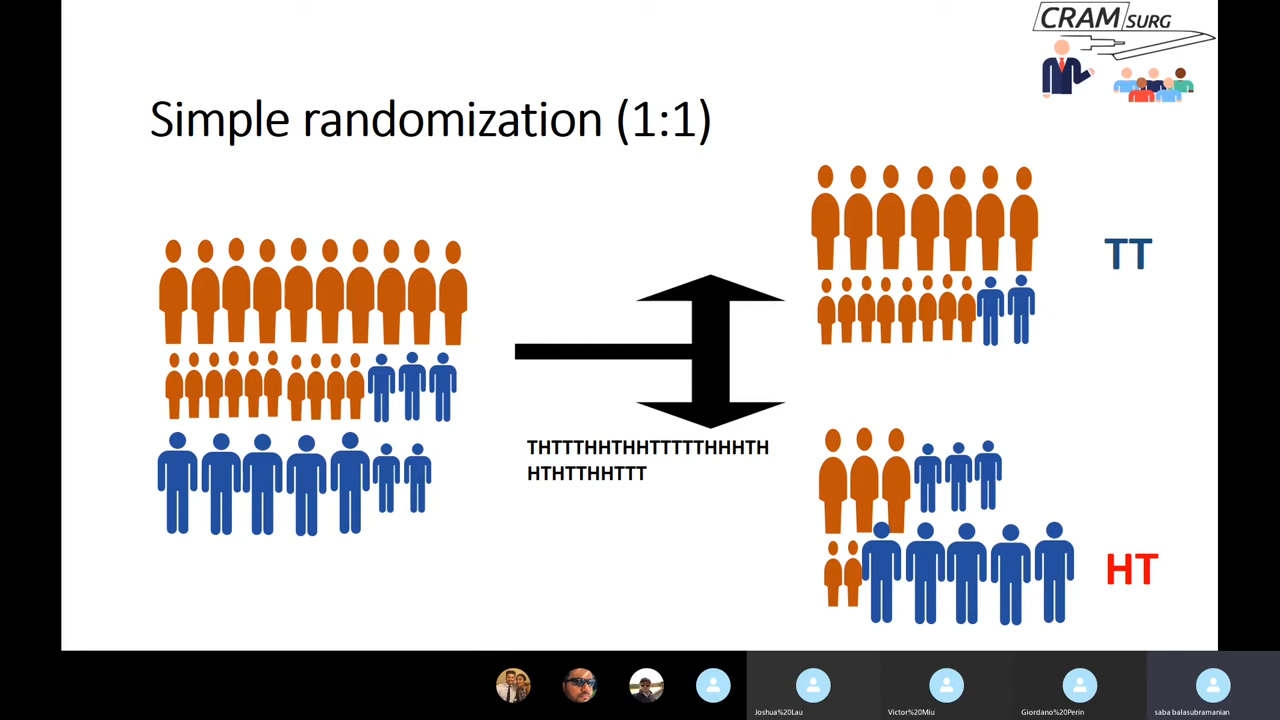 CRAM SURG
Simple randomization (1:1)
TT
THTTTHHTHHTTTTTHHHTH
HTHTTHHTTT
HT
Joshua%20Lau
Victor%20Miu
Giordano%20Perin
saba balasubramanian